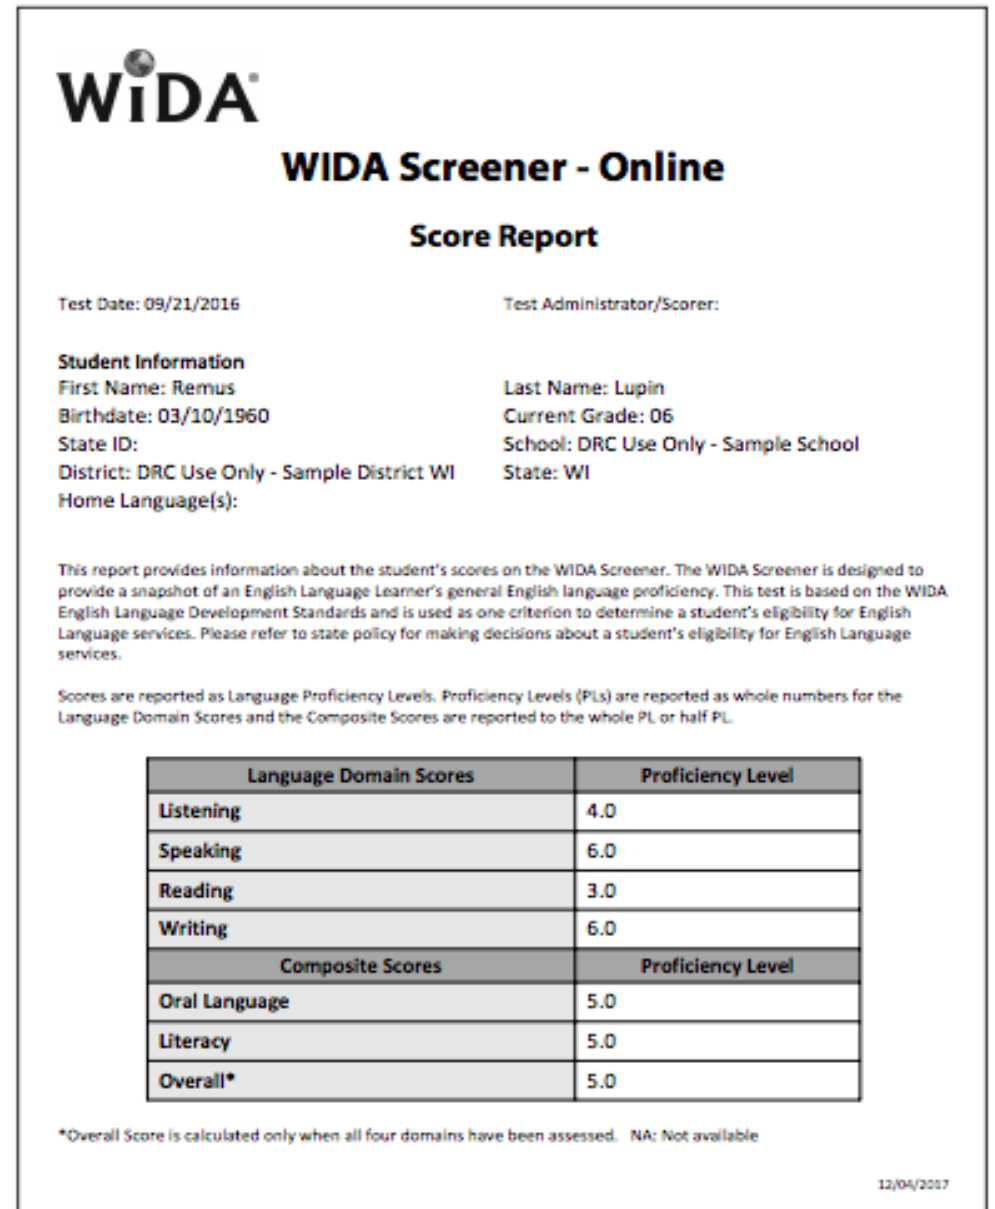 WiDA
WIDA Screener - Online
Score Report
Test Date: 09/21/2016 Test Administrator/Scorer:
Student Information
First Name: Remus Last Name: Lupin
Birthdate: 03/10/1960 Current Grade: 06
State ID: School: DRC Use Only - Sample School
District: DRC Use Only - Sample District WI State: WI
Home Language(s):
This report provides information about the student's scores on the WIDA Screener. The WIDA Screener is designed to
provide a snapshot of an English Language Learner's general English language proficiency. This test is based on the WIDA
English Language Development Standards and is used as one criterion to determine a student's eligibility for English
Language services. Please refer to state policy for making decisions about a student's eligibility for English Language
services.
Scores are reported as Language Proficiency Levels. Proficiency Levels (PLs) are reported as whole numbers for the
Language Domain Scores and the Composite Scores are reported to the whole PL or half PL.
Language Domain Scores Proficiency Level
Listening 4.0
Speaking 6.0
Reading 3.0
Writing 6.0
Composite Scores Proficiency Level
Oral Language 5.0
Literacy 5.0
Overall* 5.0
*Overall Score is calculated only when all four domains have been assessed. NA: Not available
12/04/2017